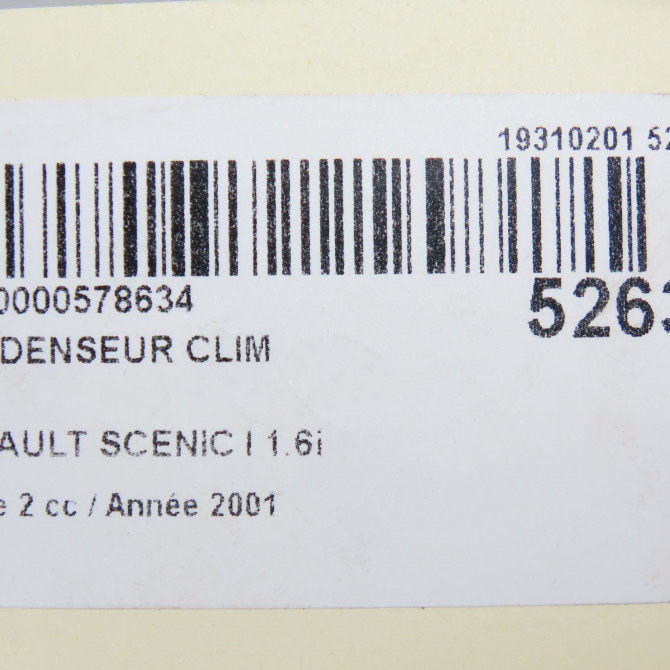 19310201 52
0000578634
5263
DENSEUR CLIM
AULT SCENIC I 1.6i
e 2 cc / Année 2001